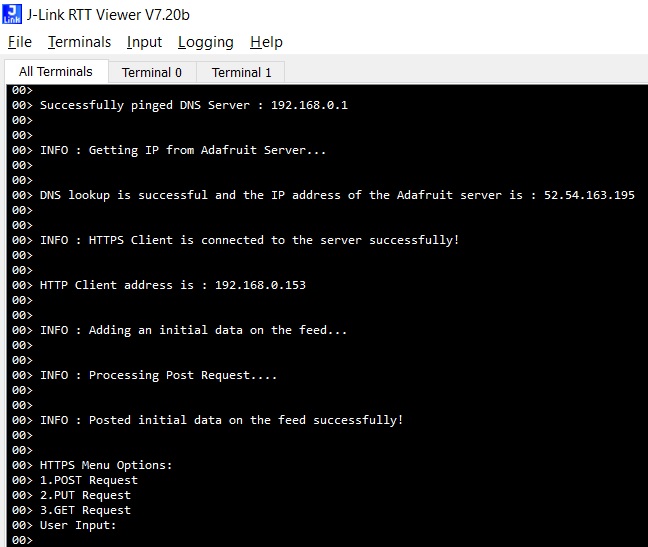 J-Link RTT Viewer V7.20b
File Terminals Input Logging Help
All Terminals Terminal 0 Terminal 1
00>
00> Successfully pinged DNS Server : 192.168.0.1
00>
00>
00> INFO : Getting IP from Adafruit Server...
00>
00>
00> DNS lookup is successful and the IP address of the Adafruit server is : 52.54.163.195
00>
00>
00> INFO : HTTPS Client is connected to the server successfully!
00>
00>
00> HTTP Client address is : 192.168.0.153
00>
00>
00> INFO : Adding an initial data on the feed...
00>
00>
00> INFO : Processing Post Request....
00>
00>
00> INFO : Posted initial data on the feed successfully!
00>
00>
00> HTTPS Menu Options:
00> 1.POST Request
00> 2.PUT Request
00> 3.GET Request
00> User Input:
00>